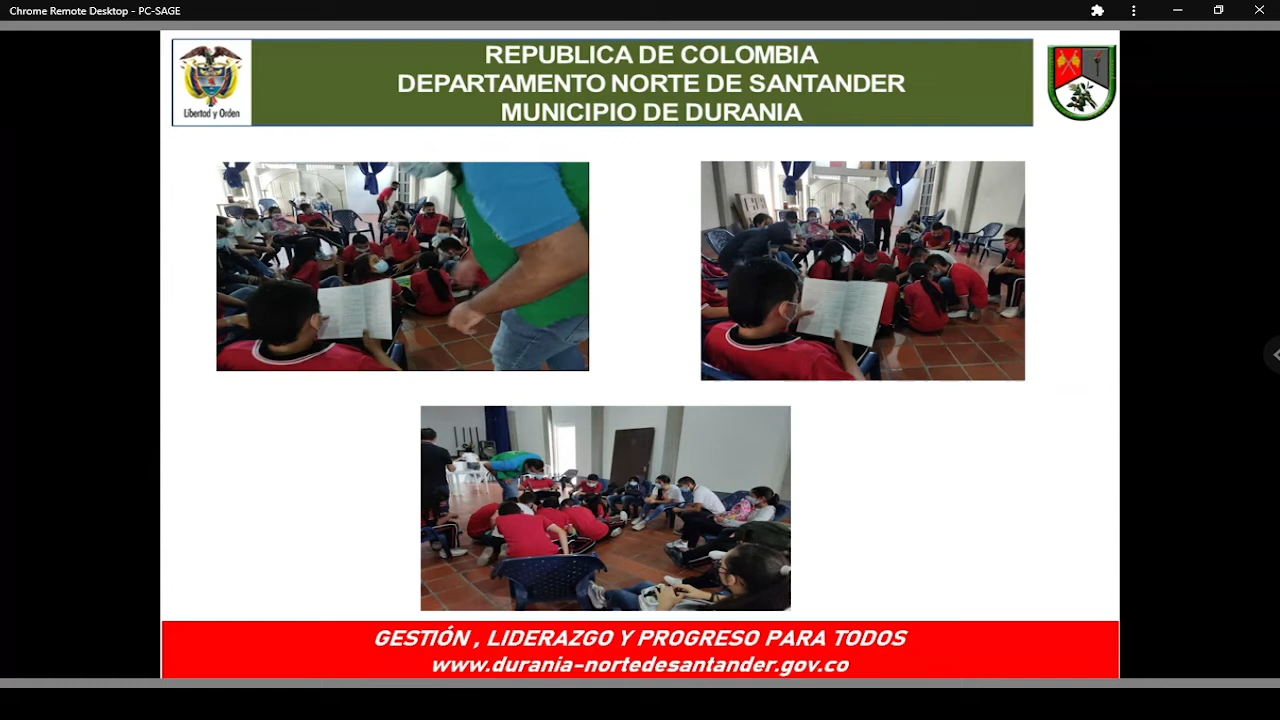 Chrome Remote Desktop - PC-SAGE
REPUBLICA DE COLOMBIA
DEPARTAMENTO NORTE DE SANTANDER
MUNICIPIO DE DURANIA
Libertad y Orden
GESTIÓN , LIDERAZGO Y PROGRESO PARA TODOS
www.durania-nortedesantander.gov.co